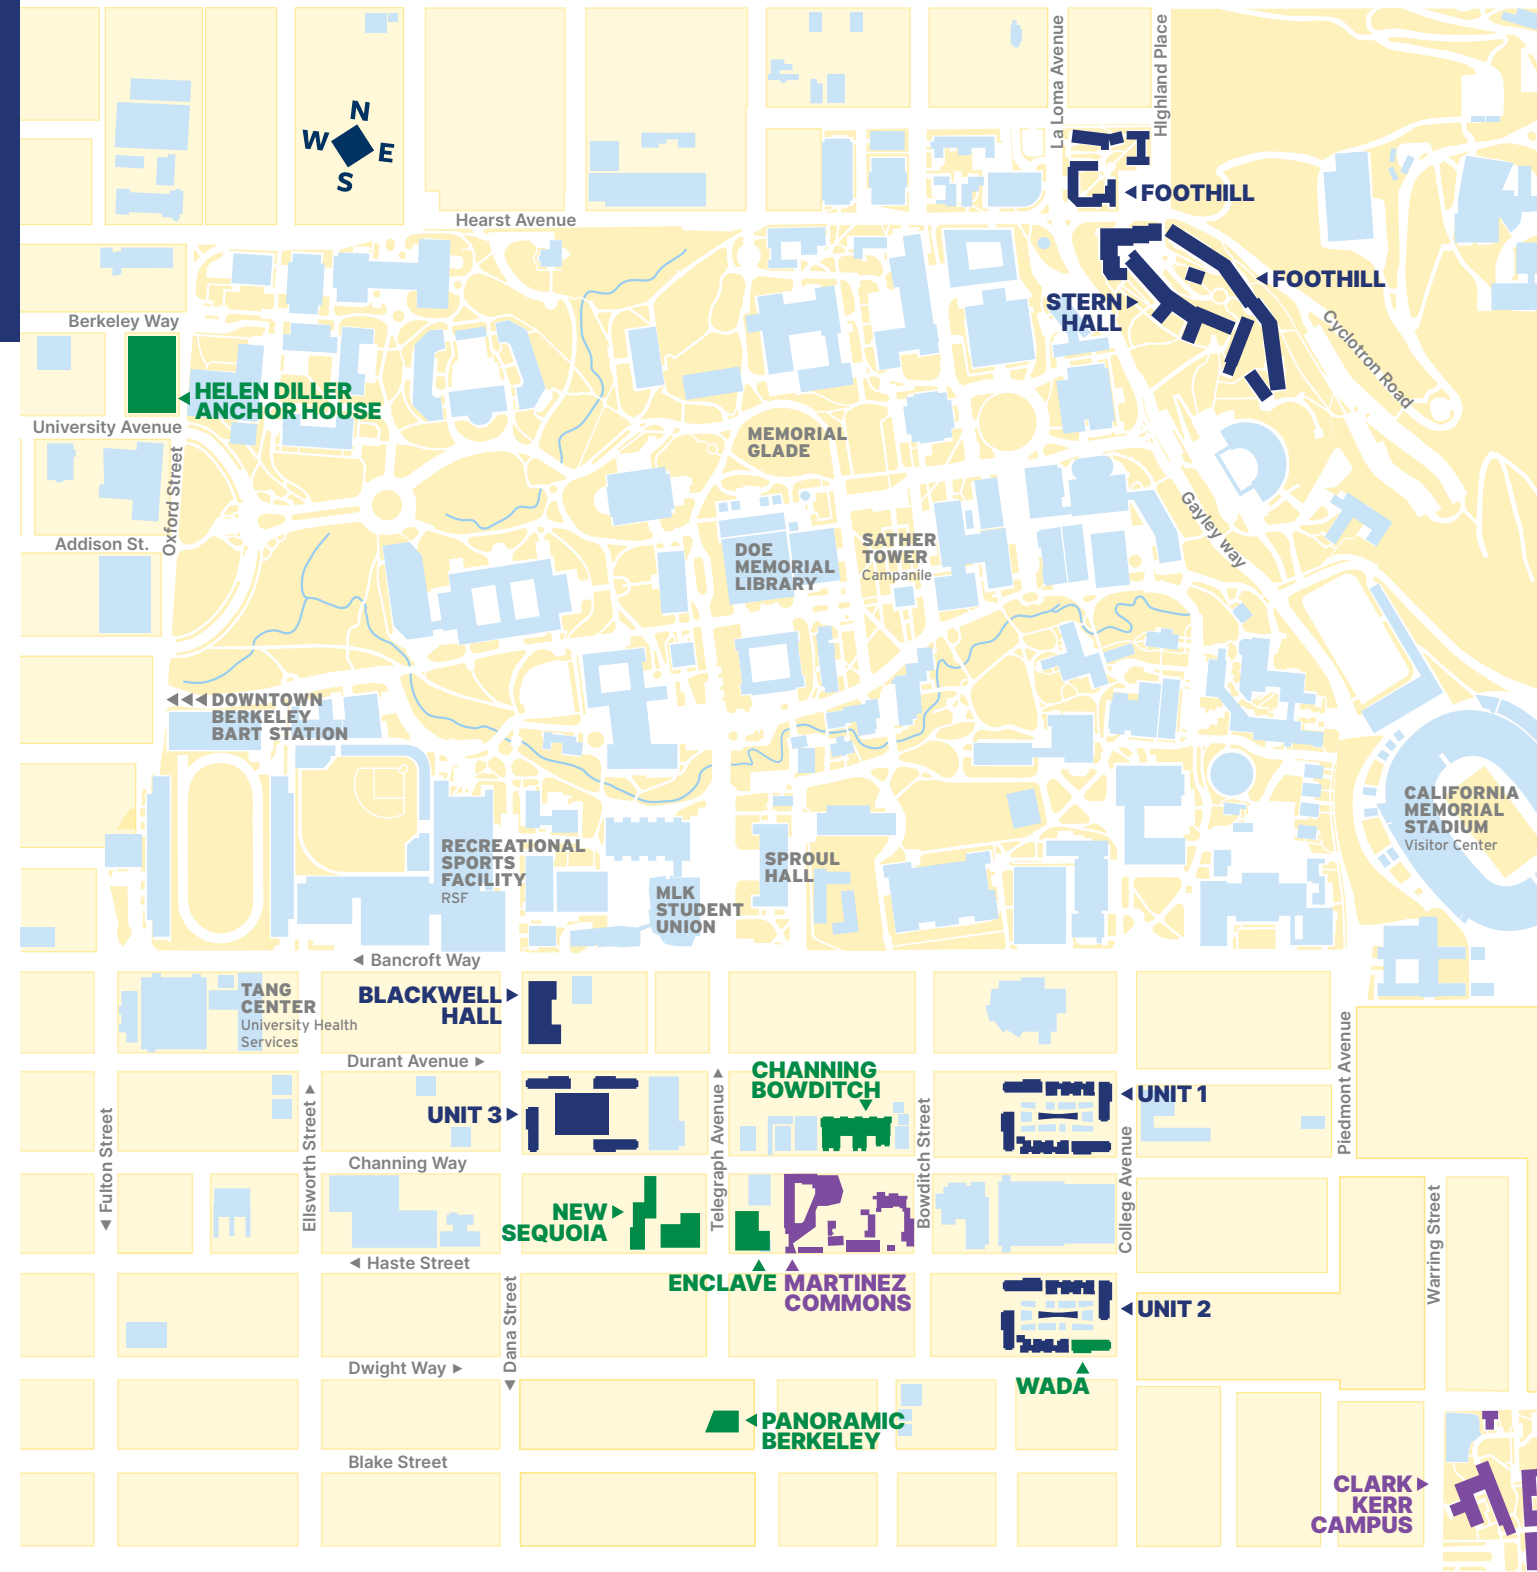 La Loma Avenue
Highland Place
N
W
E
S
FOOTHILL
Hearst Avenue
FOOTHILL
STERN
HALL
Berkeley Way
Cyclotron Road
HELEN DILLER
ANCHOR HOUSE
University Avenue
MEMORIAL
GLADE
Oxford Street
Gayley way
Addison St.
DOE
MEMORIAL
LIBRARY
SATHER
TOWER
Campanile
DOWNTOWN
BERKELEY
BART STATION
CALIFORNIA
MEMORIAL
STADIUM
Visitor Center
RECREATIONAL
SPORTS
FACILITY
RSF
SPROUL
HALL
MLK
STUDENT
UNION
Bancroft Way
TANG
CENTER
University Health
Services
BLACKWELL
HALL
Durant Avenue
CHANNING
BOWDITCH
UNIT 3
UNIT 1
Piedmont Avenue
Fulton Street
Ellsworth Street
Telegraph Avenue
Bowditch Street
College Avenue
Channing Way
NEW
SEQUOIA
Warring Street
Haste Street
ENCLAVE
MARTINEZ
COMMONS
UNIT 2
Dana Street
Dwight Way
WADA
PANORAMIC
BERKELEY
Blake Street
CLARK
KERR
CAMPUS